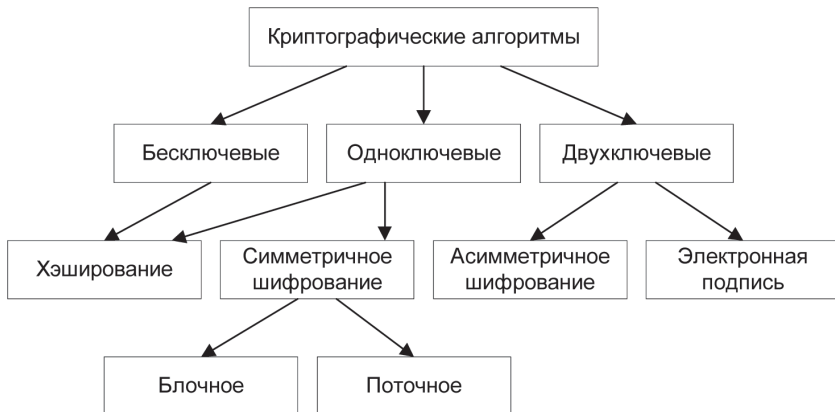 Криптографические алгоритмы
Бесключевые
Одноключевые
Двухключевые
Хэширование
Симметричное
шифрование
Асимметричное
шифрование
Электронная
подпись
Блочное
Поточное